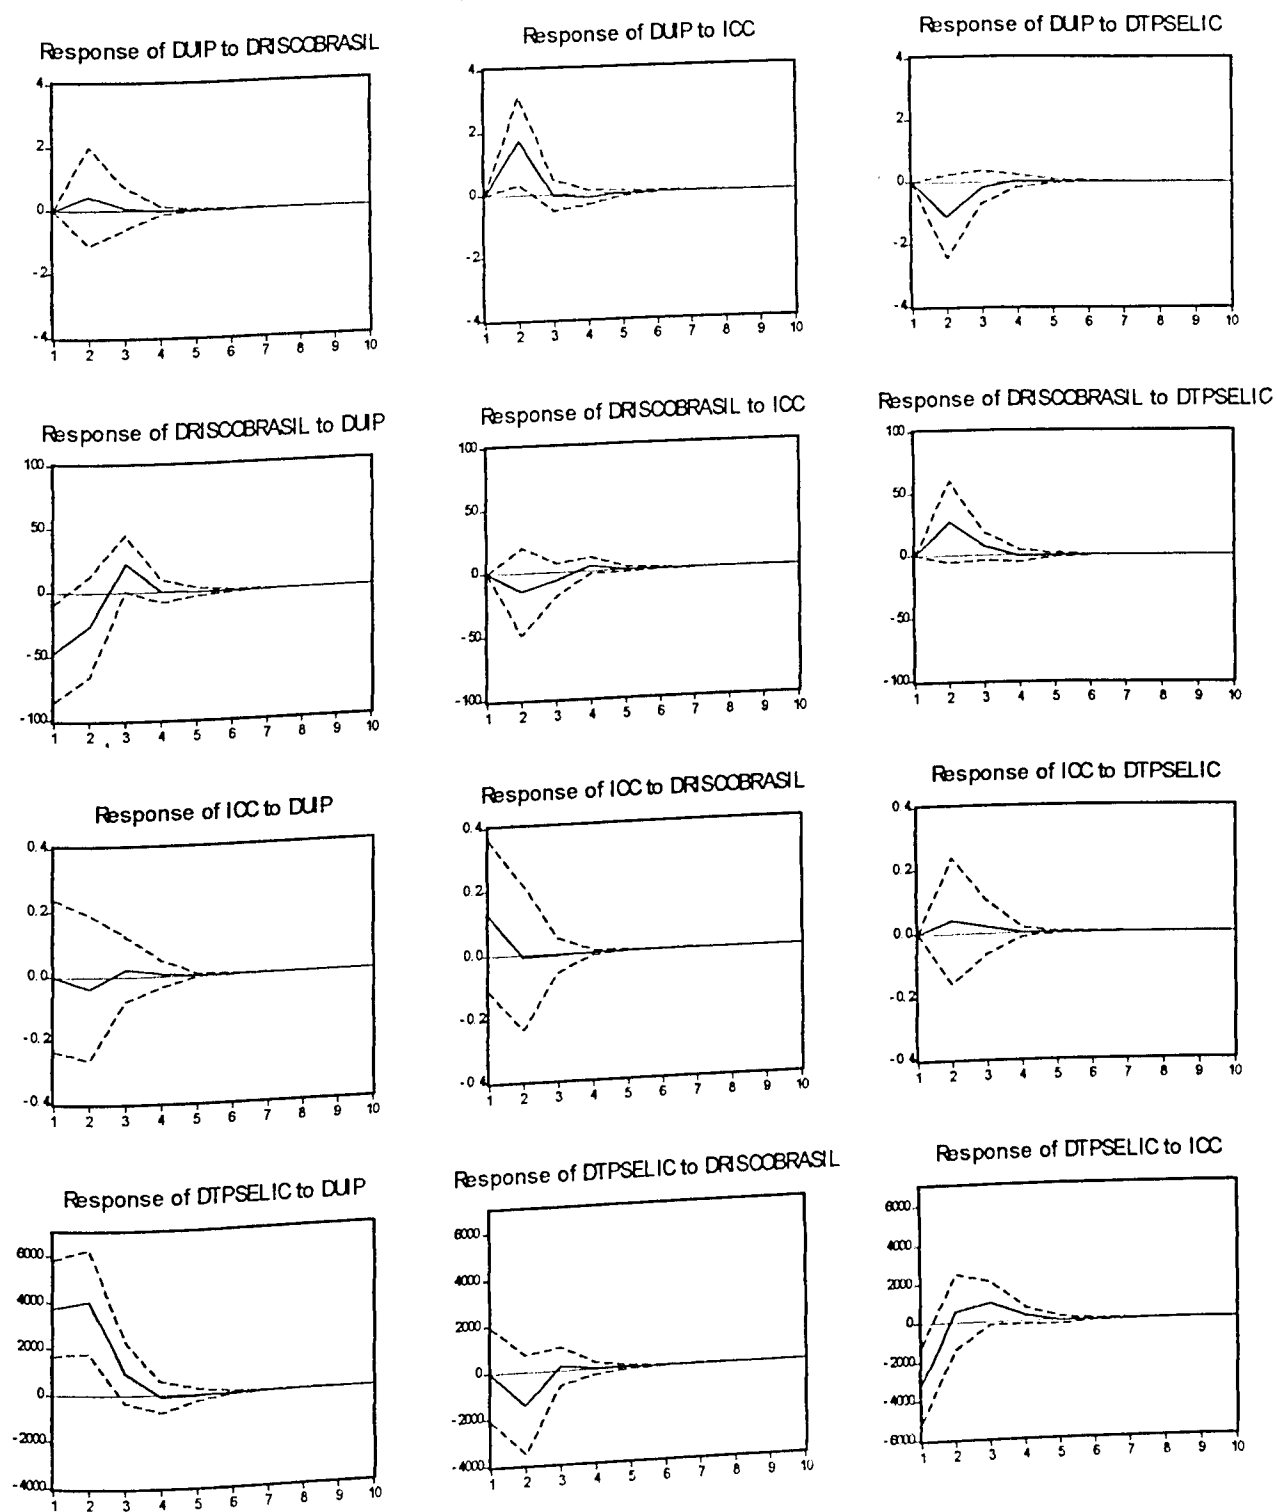 Response of DUIP to DRISCOBRASIL
4
2
0
-2
-4
1 2 3 4 5 6 7 8 9 10
Response of DUIP to ICC
4
2
0
-2
-4
1 2 3 4 5 6 7 8 9 10
Response of DUIP to DTPSELIC
4
2
0
-2
-4
1 2 3 4 5 6 7 8 9 10
Response of DRISCOBRASIL to DUIP
100
50
0
-50
-100
1 2 3 4 5 6 7 8 9 10
Response of DRISCOBRASIL to ICC
100
50
0
-50
-100
1 2 3 4 5 6 7 8 9 10
Response of DRISCOBRASIL to DTPSELIC
100
50
0
-50
-100
1 2 3 4 5 6 7 8 9 10
Response of ICC to DUIP
0.4
0.2
0.0
-0.2
-0.4
1 2 3 4 5 6 7 8 9 10
Response of ICC to DRISCOBRASIL
0.4
0.2
0.0
-0.2
-0.4
1 2 3 4 5 6 7 8 9 10
Response of ICC to DTPSELIC
0.4
0.2
0.0
-0.2
-0.4
1 2 3 4 5 6 7 8 9 10
Response of DTPSELIC to DUIP
6000
4000
2000
0
-2000
-4000
1 2 3 4 5 6 7 8 9 10
Response of DTPSELIC to DRISCOBRASIL
6000
4000
2000
0
-2000
-4000
1 2 3 4 5 6 7 8 9 10
Response of DTPSELIC to ICC
6000
4000
2000
0
-2000
-4000
-6000
1 2 3 4 5 6 7 8 9 10